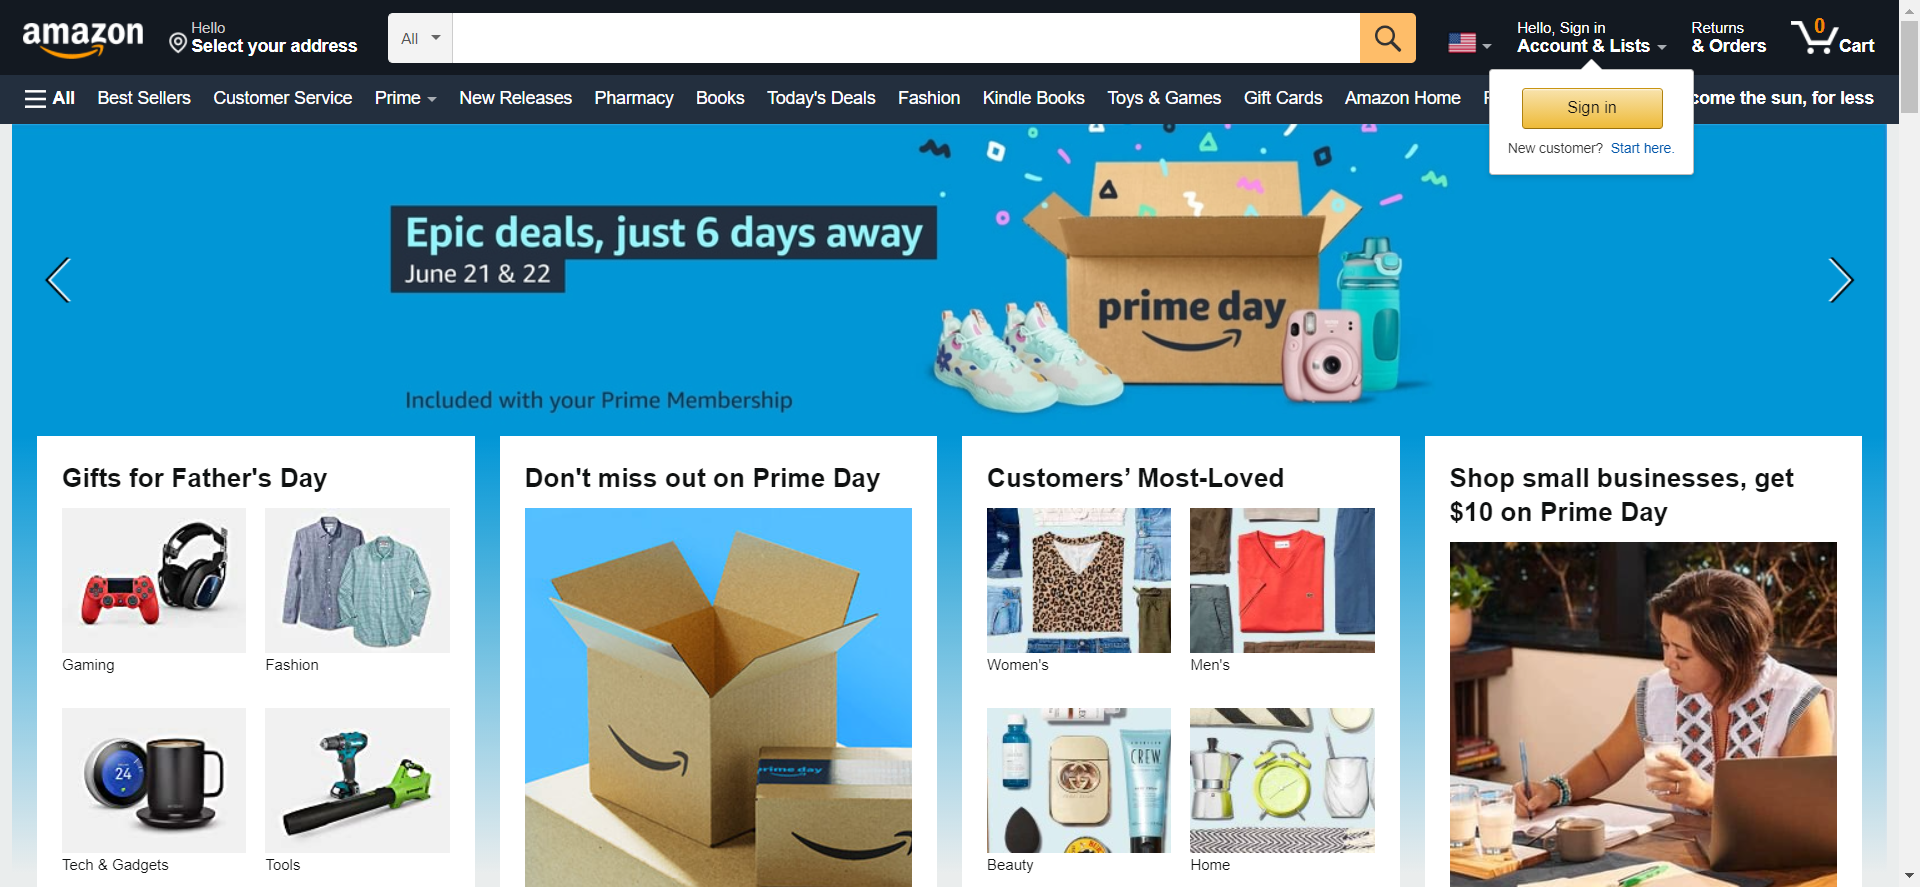 amazon
Hello
Select your address
All
Hello, Sign in
Account & Lists
Returns
& Orders
0
Cart
All
Best Sellers
Customer Service
Prime
New Releases
Pharmacy
Books
Today's Deals
Fashion
Kindle Books
Toys & Games
Gift Cards
Amazon Home
come the sun, for less
Sign in
New customer? Start here.
Epic deals, just 6 days away
June 21 & 22
prime day
Included with your Prime Membership
Gifts for Father's Day
Gaming
Fashion
24
Tech & Gadgets
Tools
Don't miss out on Prime Day
prime day
Customers’ Most-Loved
Women's
Men's
CREW
Beauty
Home
Shop small businesses, get
$10 on Prime Day